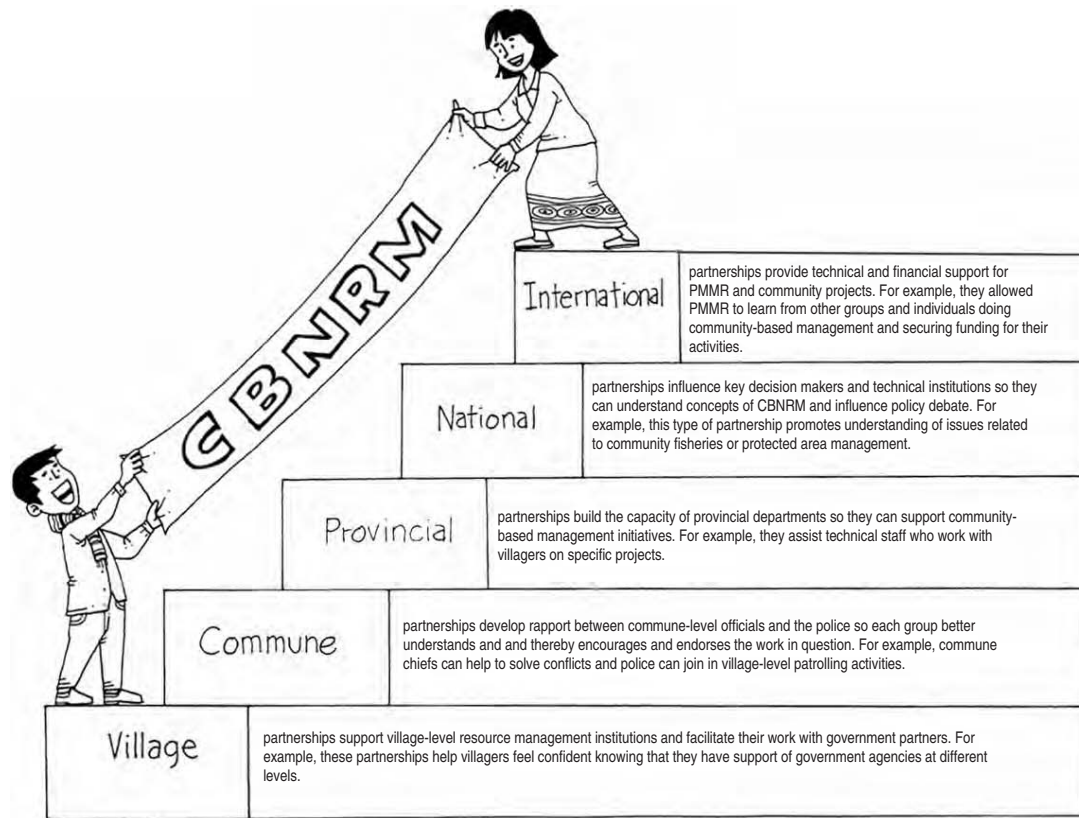 CBNRM
International
partnerships provide technical and financial support for
PMMR and community projects. For example, they allowed
PMMR to learn from other groups and individuals doing
community-based management and securing funding for their
activities.
National
partnerships influence key decision makers and technical institutions so they
can understand concepts of CBNRM and influence policy debate. For
example, this type of partnership promotes understanding of issues related
to community fisheries or protected area management.
Provincial
partnerships build the capacity of provincial departments so they can support community-
based management initiatives. For example, they assist technical staff who work with
villagers on specific projects.
Commune
partnerships develop rapport between commune-level officials and the police so each group better
understands and and thereby encourages and endorses the work in question. For example, commune
chiefs can help to solve conflicts and police can join in village-level patrolling activities.
Village
partnerships support village-level resource management institutions and facilitate their work with government partners. For
example, these partnerships help villagers feel confident knowing that they have support of government agencies at different
levels.